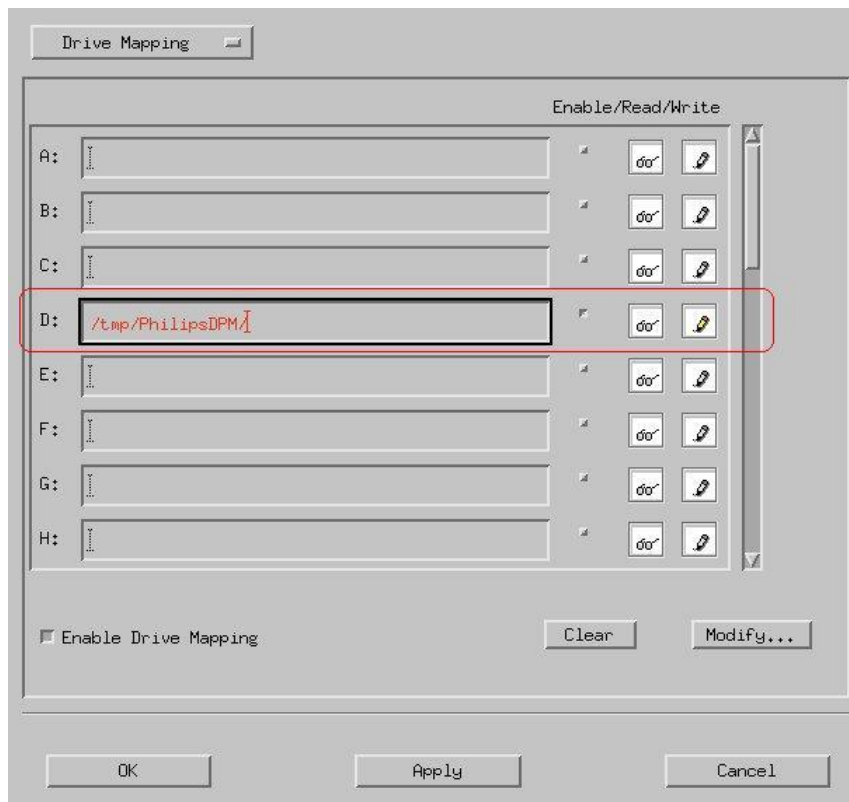 Drive Mapping
Enable/Read/Write
A:
B:
C:
D: /tmp/PhilipsDPM/
E:
F:
G:
H:
Enable Drive Mapping
Clear
Modify...
OK
Apply
Cancel